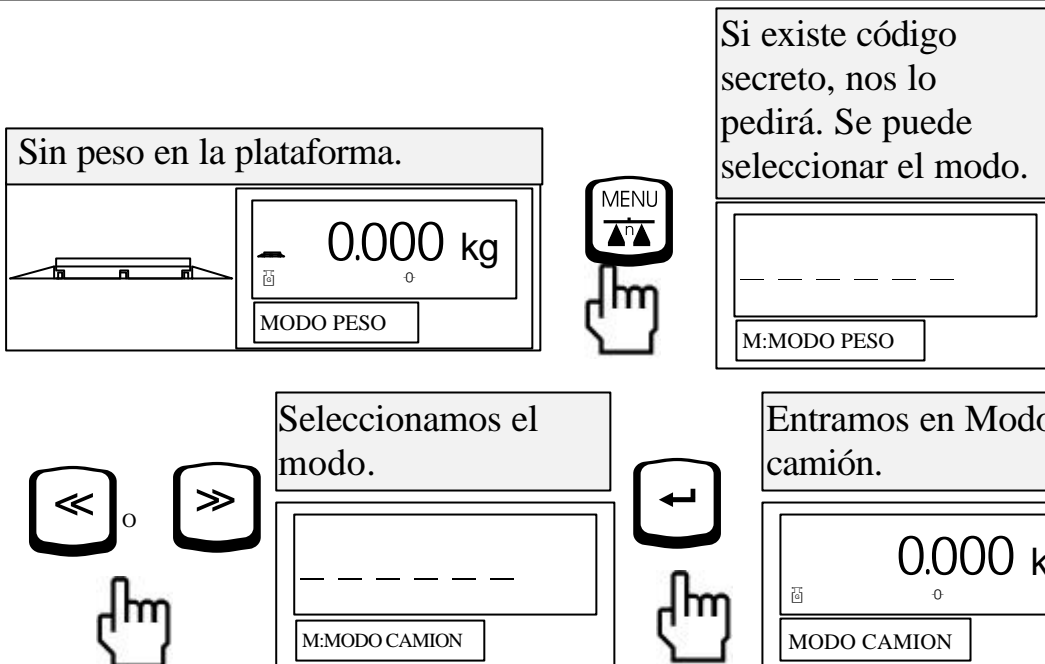 Si existe código
secreto, nos lo
pedirá. Se puede
seleccionar el modo.
Sin peso en la plataforma.
0.000 kg
MODO PESO
MENU
n
M:MODO PESO
o
Seleccionamos el
modo.
M:MODO CAMION
Entramos en Modo
camión.
0.000 k
MODO CAMION